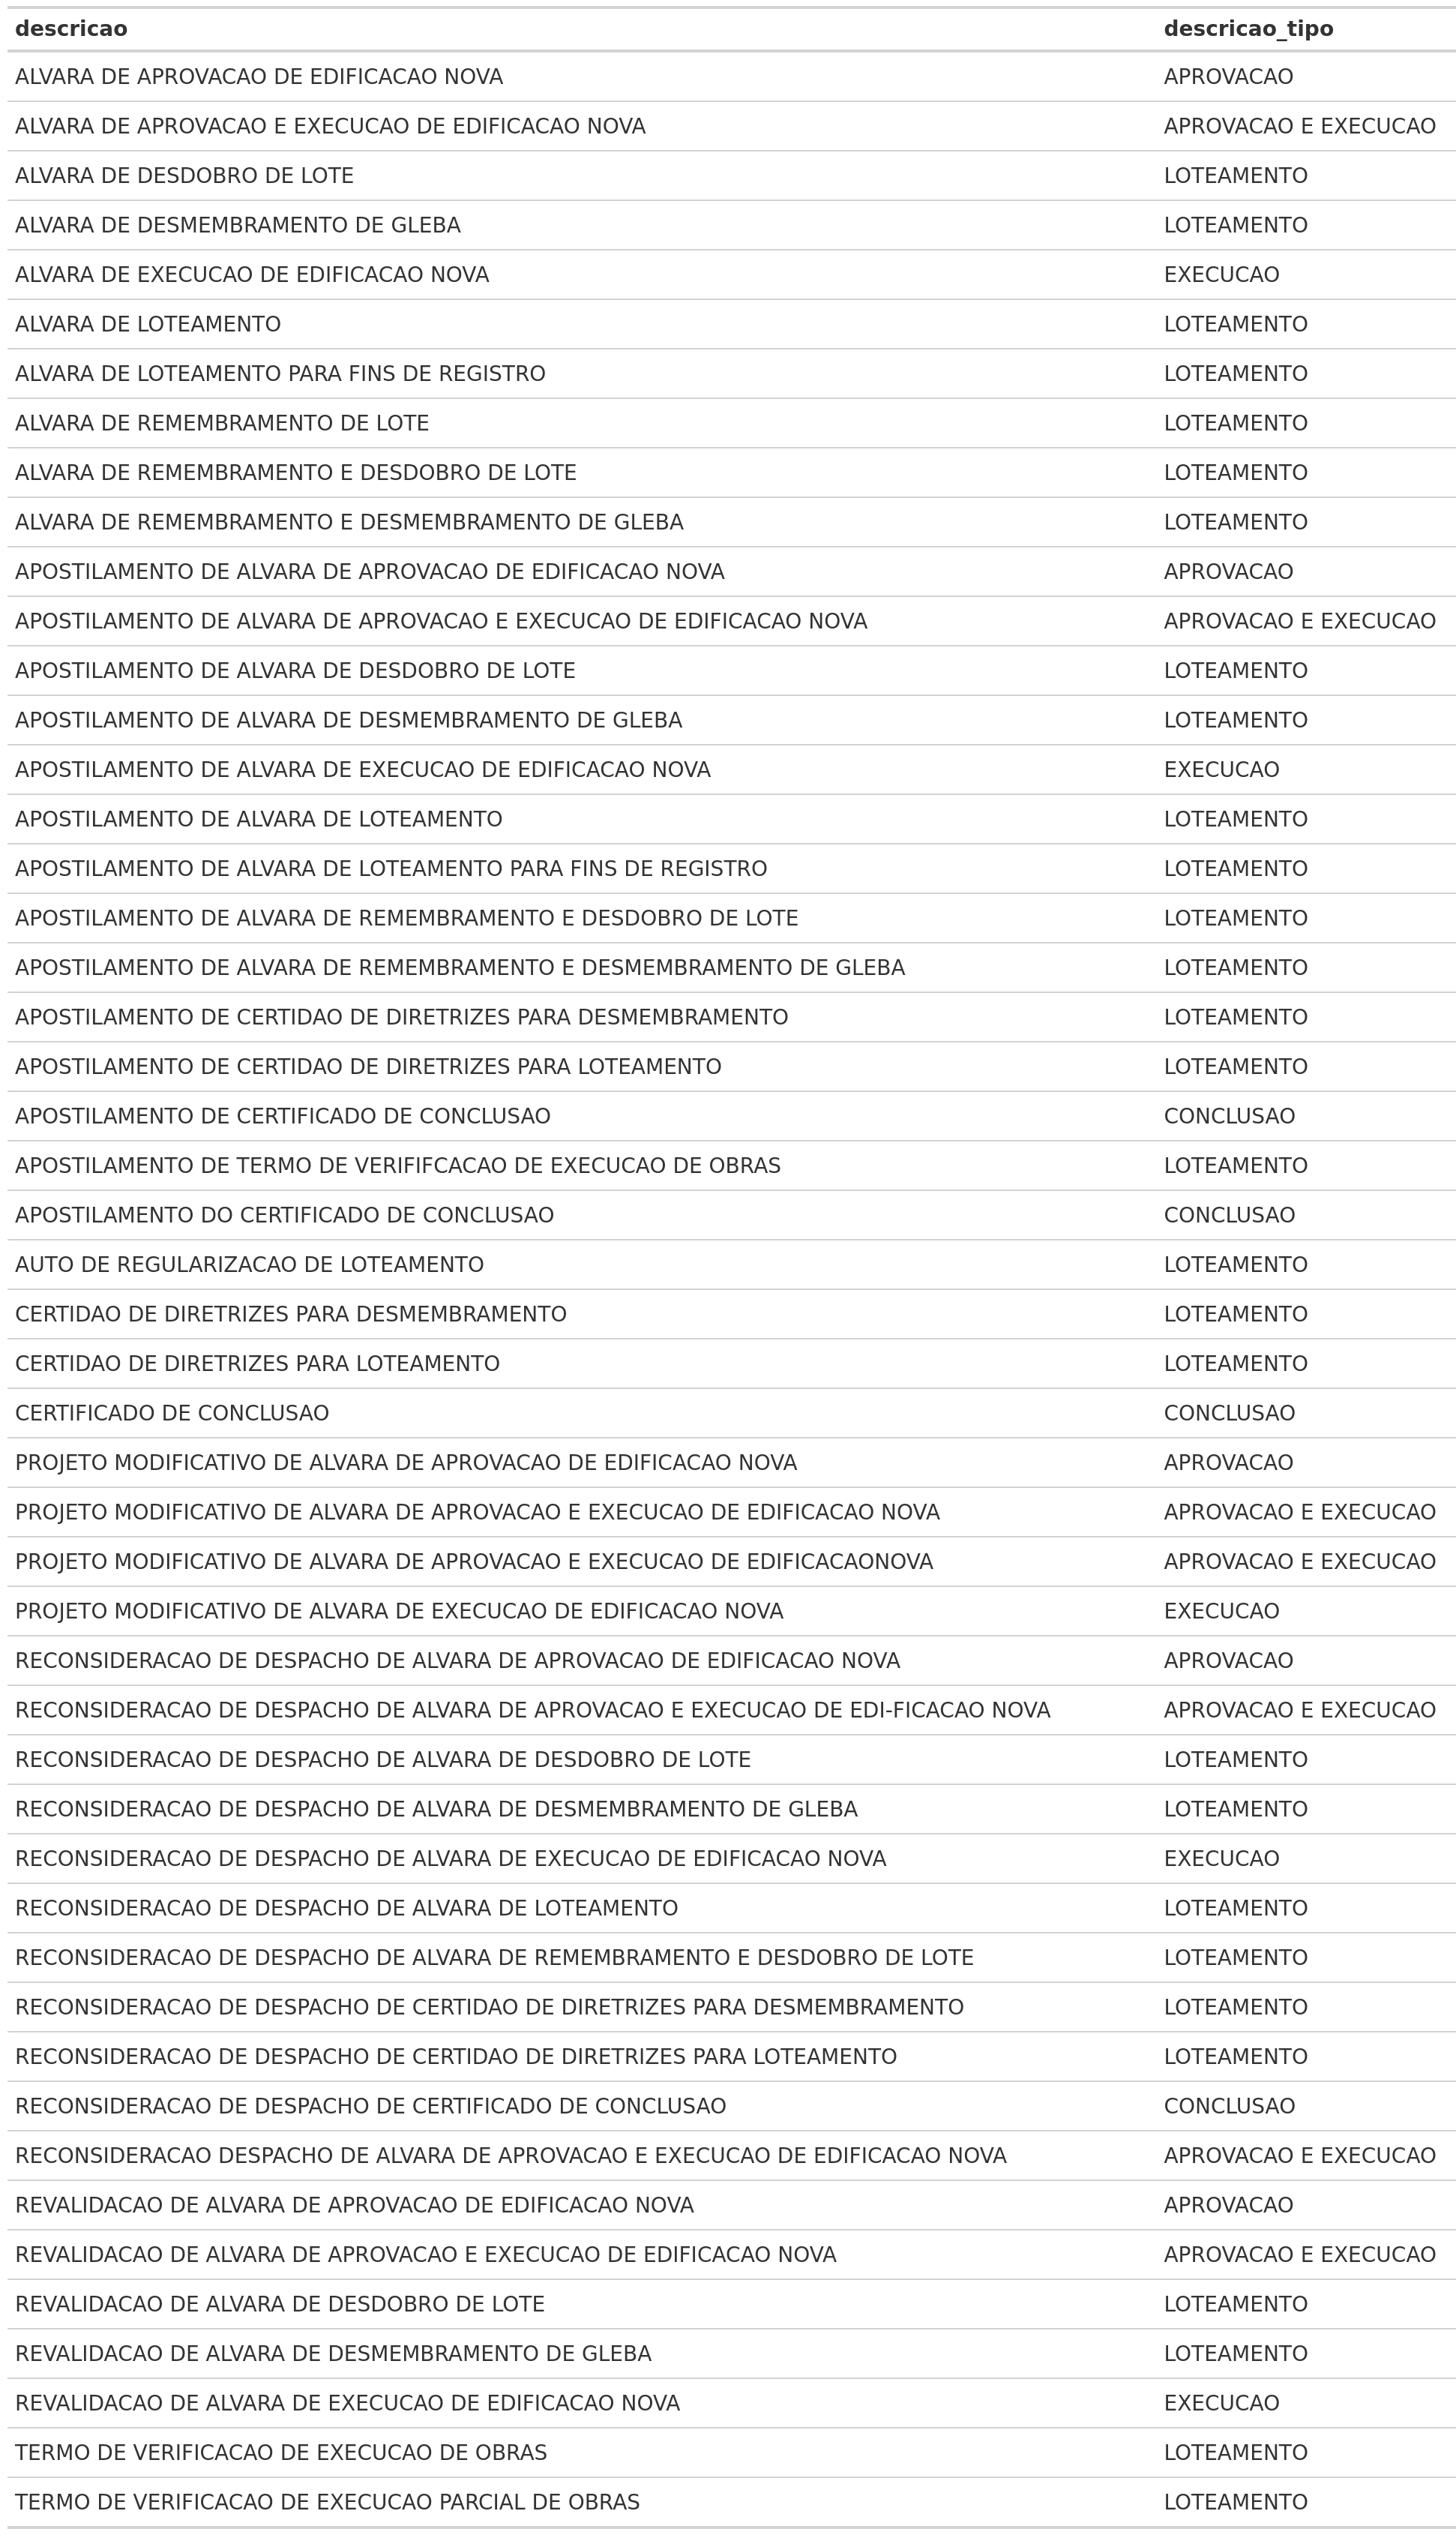 descricao descricao_tipo
ALVARA DE APROVACAO DE EDIFICACAO NOVA APROVACAO
ALVARA DE APROVACAO E EXECUCAO DE EDIFICACAO NOVA APROVACAO E EXECUCAO
ALVARA DE DESDOBRO DE LOTE LOTEAMENTO
ALVARA DE DESMEMBRAMENTO DE GLEBA LOTEAMENTO
ALVARA DE EXECUCAO DE EDIFICACAO NOVA EXECUCAO
ALVARA DE LOTEAMENTO LOTEAMENTO
ALVARA DE LOTEAMENTO PARA FINS DE REGISTRO LOTEAMENTO
ALVARA DE REMEMBRAMENTO DE LOTE LOTEAMENTO
ALVARA DE REMEMBRAMENTO E DESDOBRO DE LOTE LOTEAMENTO
ALVARA DE REMEMBRAMENTO E DESMEMBRAMENTO DE GLEBA LOTEAMENTO
APOSTILAMENTO DE ALVARA DE APROVACAO DE EDIFICACAO NOVA APROVACAO
APOSTILAMENTO DE ALVARA DE APROVACAO E EXECUCAO DE EDIFICACAO NOVA APROVACAO E EXECUCAO
APOSTILAMENTO DE ALVARA DE DESDOBRO DE LOTE LOTEAMENTO
APOSTILAMENTO DE ALVARA DE DESMEMBRAMENTO DE GLEBA LOTEAMENTO
APOSTILAMENTO DE ALVARA DE EXECUCAO DE EDIFICACAO NOVA EXECUCAO
APOSTILAMENTO DE ALVARA DE LOTEAMENTO LOTEAMENTO
APOSTILAMENTO DE ALVARA DE LOTEAMENTO PARA FINS DE REGISTRO LOTEAMENTO
APOSTILAMENTO DE ALVARA DE REMEMBRAMENTO E DESDOBRO DE LOTE LOTEAMENTO
APOSTILAMENTO DE ALVARA DE REMEMBRAMENTO E DESMEMBRAMENTO DE GLEBA LOTEAMENTO
APOSTILAMENTO DE CERTIDAO DE DIRETRIZES PARA DESMEMBRAMENTO LOTEAMENTO
APOSTILAMENTO DE CERTIDAO DE DIRETRIZES PARA LOTEAMENTO LOTEAMENTO
APOSTILAMENTO DE CERTIFICADO DE CONCLUSAO CONCLUSAO
APOSTILAMENTO DE TERMO DE VERIFIFCACAO DE EXECUCAO DE OBRAS LOTEAMENTO
APOSTILAMENTO DO CERTIFICADO DE CONCLUSAO CONCLUSAO
AUTO DE REGULARIZACAO DE LOTEAMENTO LOTEAMENTO
CERTIDAO DE DIRETRIZES PARA DESMEMBRAMENTO LOTEAMENTO
CERTIDAO DE DIRETRIZES PARA LOTEAMENTO LOTEAMENTO
CERTIFICADO DE CONCLUSAO CONCLUSAO
PROJETO MODIFICATIVO DE ALVARA DE APROVACAO DE EDIFICACAO NOVA APROVACAO
PROJETO MODIFICATIVO DE ALVARA DE APROVACAO E EXECUCAO DE EDIFICACAO NOVA APROVACAO E EXECUCAO
PROJETO MODIFICATIVO DE ALVARA DE APROVACAO E EXECUCAO DE EDIFICACAONOVA APROVACAO E EXECUCAO
PROJETO MODIFICATIVO DE ALVARA DE EXECUCAO DE EDIFICACAO NOVA EXECUCAO
RECONSIDERACAO DE DESPACHO DE ALVARA DE APROVACAO DE EDIFICACAO NOVA APROVACAO
RECONSIDERACAO DE DESPACHO DE ALVARA DE APROVACAO E EXECUCAO DE EDI-FICACAO NOVA APROVACAO E EXECUCAO
RECONSIDERACAO DE DESPACHO DE ALVARA DE DESDOBRO DE LOTE LOTEAMENTO
RECONSIDERACAO DE DESPACHO DE ALVARA DE DESMEMBRAMENTO DE GLEBA LOTEAMENTO
RECONSIDERACAO DE DESPACHO DE ALVARA DE EXECUCAO DE EDIFICACAO NOVA EXECUCAO
RECONSIDERACAO DE DESPACHO DE ALVARA DE LOTEAMENTO LOTEAMENTO
RECONSIDERACAO DE DESPACHO DE ALVARA DE REMEMBRAMENTO E DESDOBRO DE LOTE LOTEAMENTO
RECONSIDERACAO DE DESPACHO DE CERTIDAO DE DIRETRIZES PARA DESMEMBRAMENTO LOTEAMENTO
RECONSIDERACAO DE DESPACHO DE CERTIDAO DE DIRETRIZES PARA LOTEAMENTO LOTEAMENTO
RECONSIDERACAO DE DESPACHO DE CERTIFICADO DE CONCLUSAO CONCLUSAO
RECONSIDERACAO DESPACHO DE ALVARA DE APROVACAO E EXECUCAO DE EDIFICACAO NOVA APROVACAO E EXECUCAO
REVALIDACAO DE ALVARA DE APROVACAO DE EDIFICACAO NOVA APROVACAO
REVALIDACAO DE ALVARA DE APROVACAO E EXECUCAO DE EDIFICACAO NOVA APROVACAO E EXECUCAO
REVALIDACAO DE ALVARA DE DESDOBRO DE LOTE LOTEAMENTO
REVALIDACAO DE ALVARA DE DESMEMBRAMENTO DE GLEBA LOTEAMENTO
REVALIDACAO DE ALVARA DE EXECUCAO DE EDIFICACAO NOVA EXECUCAO
TERMO DE VERIFICACAO DE EXECUCAO DE OBRAS LOTEAMENTO
TERMO DE VERIFICACAO DE EXECUCAO PARCIAL DE OBRAS LOTEAMENTO